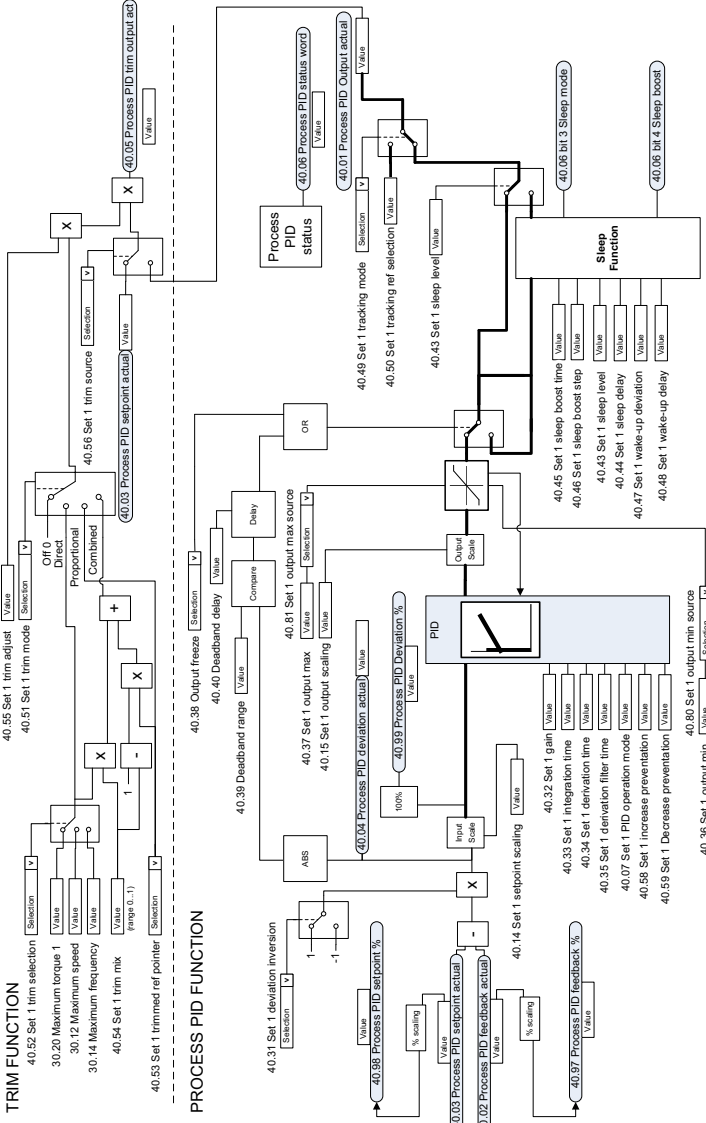 TRIM FUNCTION
40.52 Set 1 trim selection
Selection
v
30.20 Maximum torque 1
Value
30.12 Maximum speed
Value
30.14 Maximum frequency
Value
40.54 Set 1 trim mix
Value
(range 0...1)
40.53 Set 1 trimmed ref pointer
Selection
v
1
-
X
X
+
40.55 Set 1 trim adjust
Value
40.51 Set 1 trim mode
Selection
v
Off 0
Direct
Proportional
Combined
40.56 Set 1 trim source
Selection
v
40.03 Process PID setpoint actual
Value
X
X
40.05 Process PID trim output act
Value
PROCESS PID FUNCTION
40.31 Set 1 deviation inversion
Selection
v
1
-1
40.38 Output freeze
Selection
v
40.40 Deadband delay
Value
40.39 Deadband range
Value
Compare
Delay
OR
ABS
40.81 Set 1 output max source
Selection
v
40.37 Set 1 output max
Value
40.15 Set 1 output scaling
Value
40.04 Process PID deviation actual
Value
40.99 Process PID Deviation %
Value
100%
40.98 Process PID setpoint %
Value
% scaling
0.03 Process PID setpoint actual
Value
0.02 Process PID feedback actual
Value
% scaling
40.97 Process PID feedback %
Value
-
X
Input
Scale
40.14 Set 1 setpoint scaling
Value
PID
Output
Scale
40.32 Set 1 gain
Value
40.33 Set 1 integration time
Value
40.34 Set 1 derivation time
Value
40.35 Set 1 derivation filter time
Value
40.07 Set 1 PID operation mode
Value
40.58 Set 1 increase preventation
Value
40.59 Set 1 Decrease preventation
Value
40.80 Set 1 output min source
Selection
v
40.36 Set 1 output min
Value
Process
PID
status
40.06 Process PID status word
Value
40.01 Process PID Output actual
Value
40.49 Set 1 tracking mode
Selection
v
40.50 Set 1 tracking ref selection
Value
40.43 Set 1 sleep level
Value
40.45 Set 1 sleep boost time
Value
40.46 Set 1 sleep boost step
Value
40.43 Set 1 sleep level
Value
40.44 Set 1 sleep delay
Value
40.47 Set 1 wake-up deviation
Value
40.48 Set 1 wake-up delay
Value
Sleep
Function
40.06 bit 3 Sleep mode
40.06 bit 4 Sleep boost